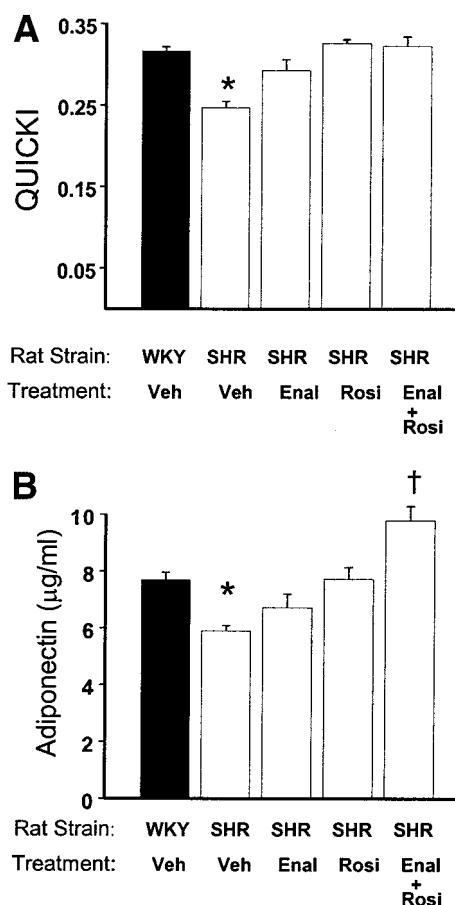 A
0.35
*
0.25
QUICKI
0.15
0.05
Rat Strain: WKY SHR SHR SHR SHR
Treatment: Veh Veh Enal Rosi Enal
+
Rosi
B
†
10
8
*
6
Adiponectin (µg/ml)
4
2
0
Rat Strain: WKY SHR SHR SHR SHR
Treatment: Veh Veh Enal Rosi Enal
+
Rosi